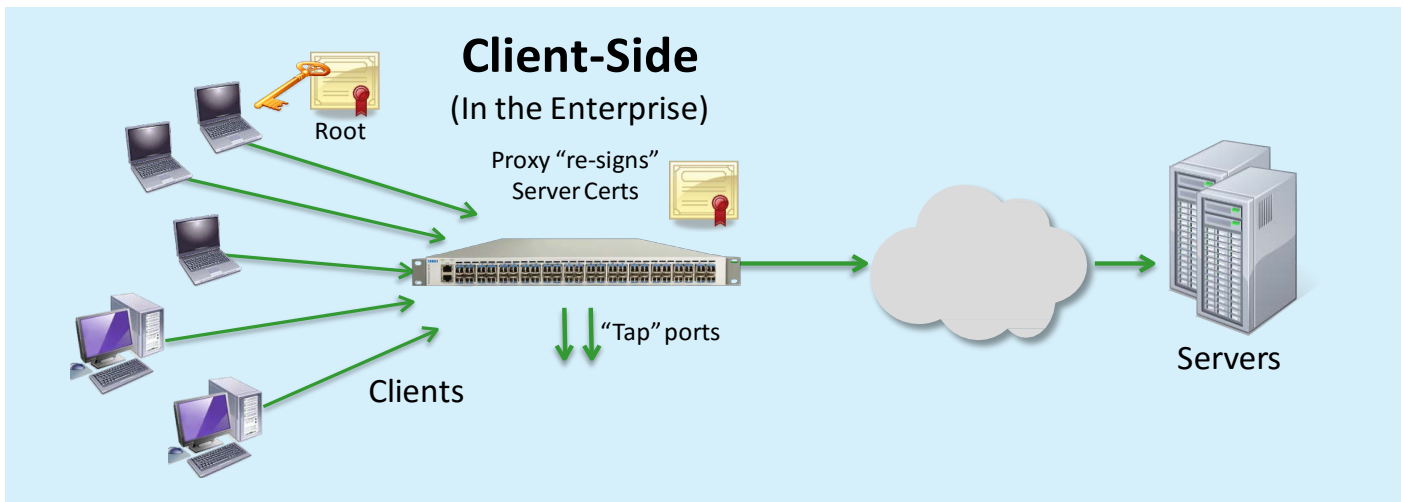 Client-Side
(In the Enterprise)
Root
Proxy “re-signs”
Server Certs
“Tap” ports
Clients
Servers